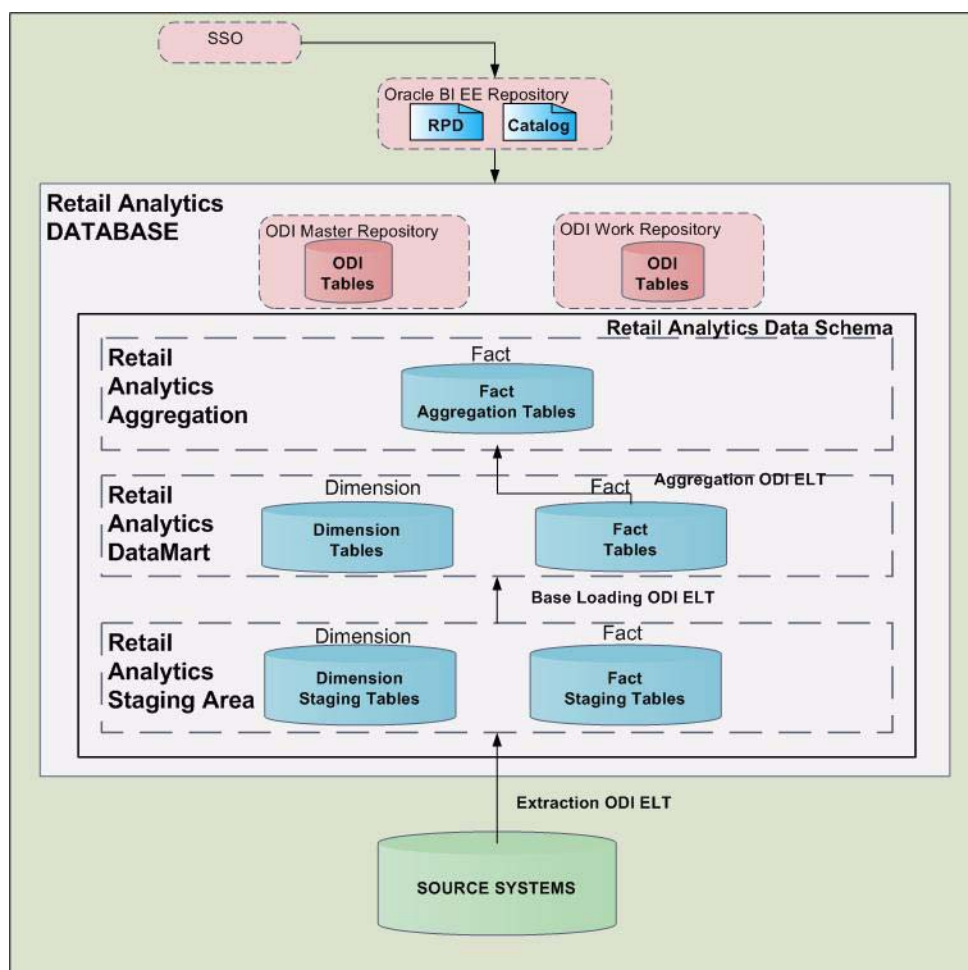 SSO
Oracle BI EE Repository
RPD
Catalog
Retail Analytics
DATABASE
ODI Master Repository
ODI
Tables
ODI Work Repository
ODI
Tables
Retail Analytics Data Schema
Retail
Analytics
Aggregation
Fact
Fact
Aggregation Tables
Aggregation ODI ELT
Retail
Analytics
DataMart
Dimension
Dimension
Tables
Fact
Fact
Tables
Base Loading ODI ELT
Retail
Analytics
Staging Area
Dimension
Dimension
Staging Tables
Fact
Fact
Staging Tables
Extraction ODI ELT
SOURCE SYSTEMS